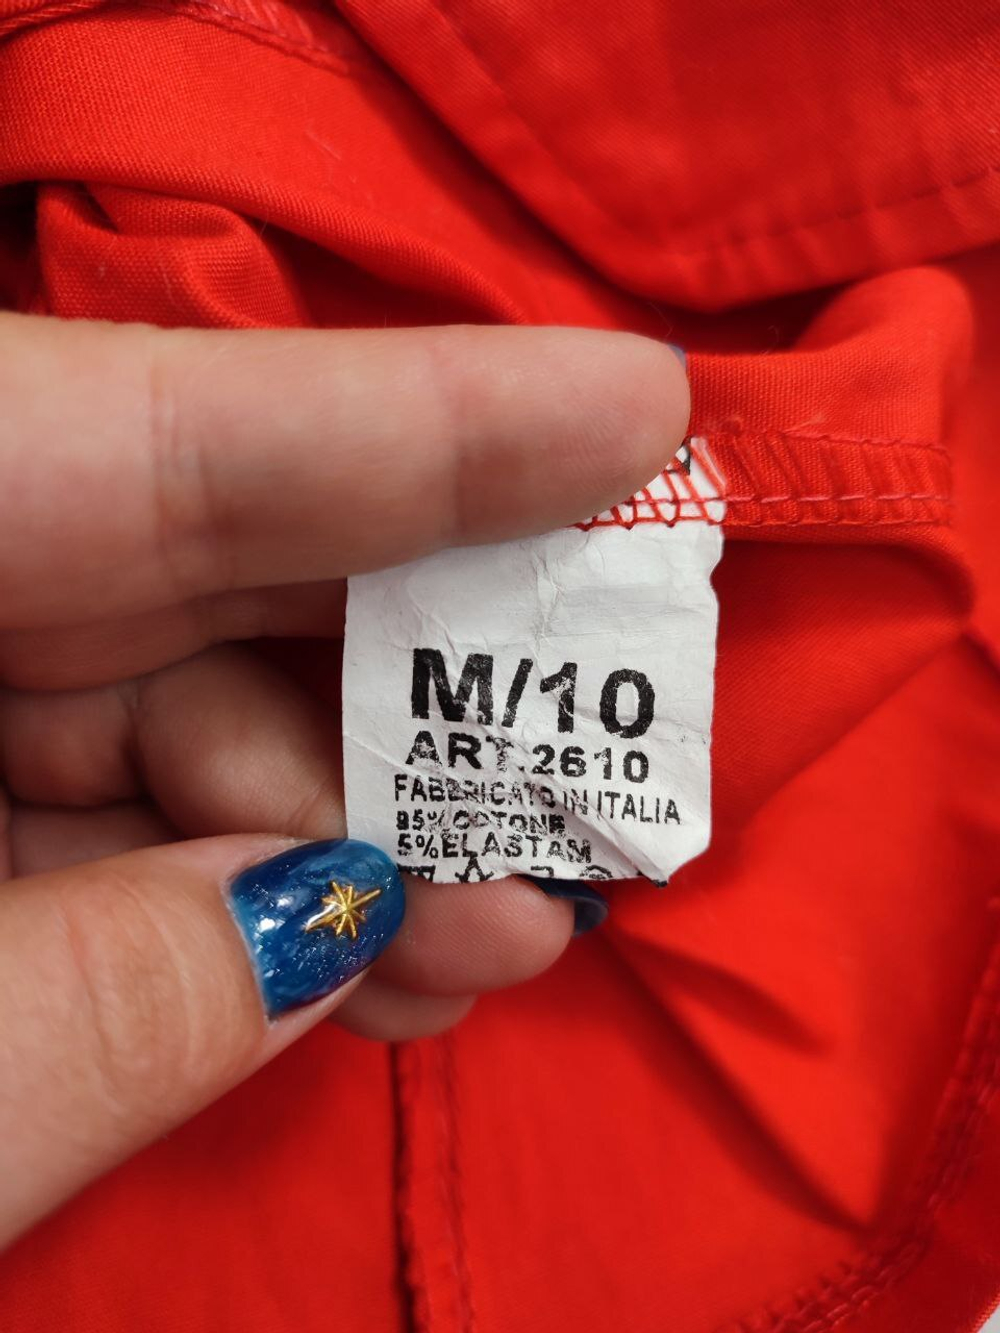 M/10
ART.2610
FABBRICATO IN ITALIA
95% COTONE
5% ELASTAM